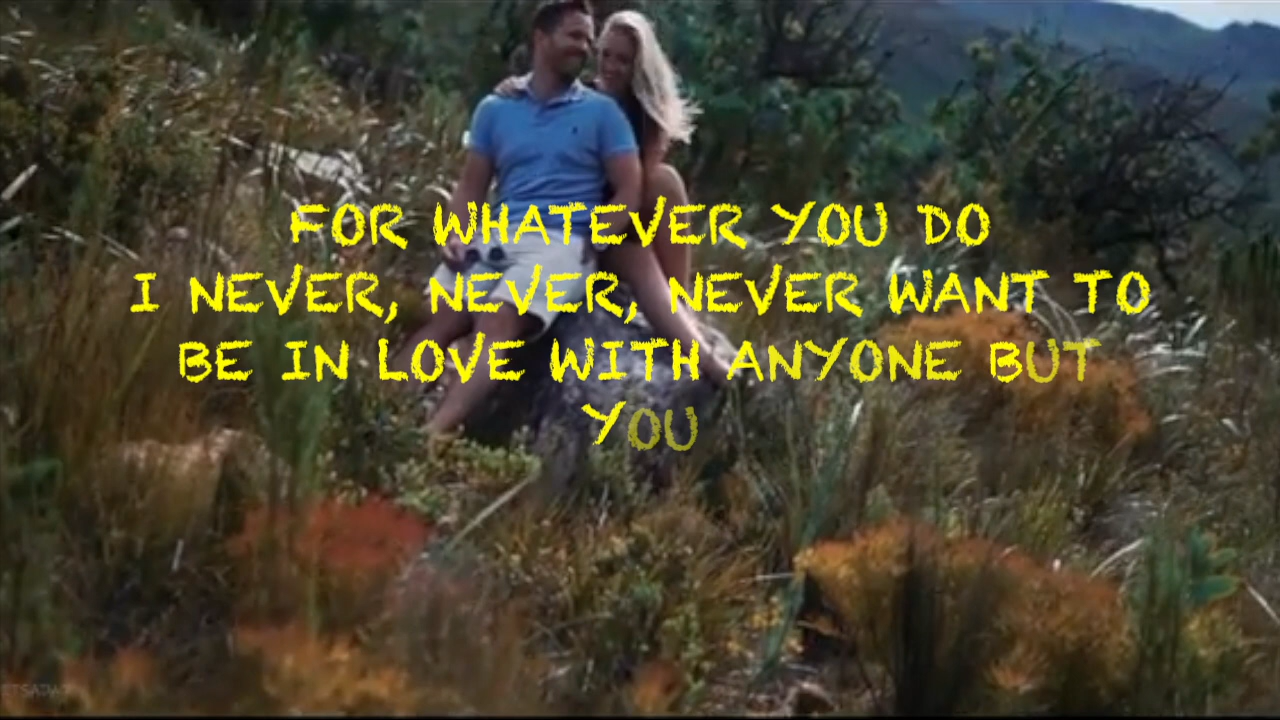 FOR WHATEVER YOU DO
I NEVER, NEVER, NEVER WANT TO
BE IN LOVE WITH ANYONE BUT
YOU